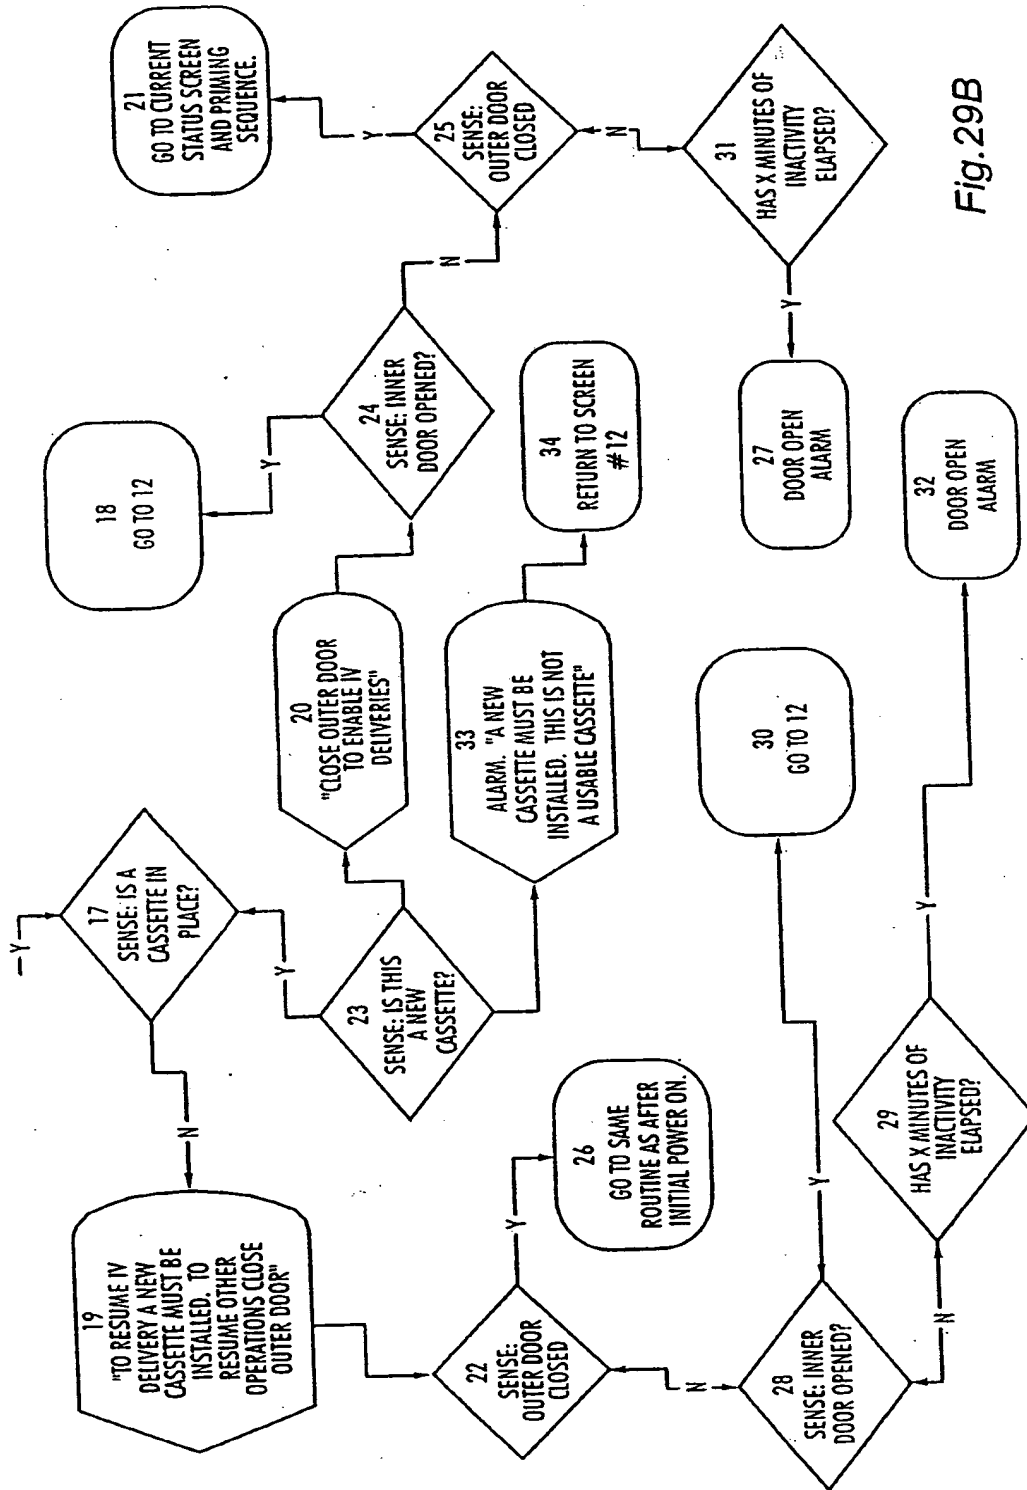 Y
17
SENSE: IS A
CASSETTE IN
PLACE?
N
19
"TO RESUME IV
DELIVERY A NEW
CASSETTE MUST BE
INSTALLED. TO
RESUME OTHER
OPERATIONS CLOSE
OUTER DOOR"
Y
23
SENSE: IS THIS
A NEW
CASSETTE?
20
"CLOSE OUTER DOOR
TO ENABLE IV
DELIVERIES"
18
GO TO 12
Y
24
SENSE: INNER
DOOR OPENED?
N
21
GO TO CURRENT
STATUS SCREEN
AND PRIMING
SEQUENCE.
Y
25
SENSE:
OUTER DOOR
CLOSED
N
31
HAS X MINUTES OF
INACTIVITY
ELAPSED?
Y
27
DOOR OPEN
ALARM
33
ALARM. "A NEW
CASSETTE MUST BE
INSTALLED. THIS IS NOT
A USABLE CASSETTE"
34
RETURN TO SCREEN
#12
22
SENSE:
OUTER DOOR
CLOSED
Y
26
GO TO SAME
ROUTINE AS AFTER
INITIAL POWER ON.
N
28
SENSE: INNER
DOOR OPENED?
Y
30
GO TO 12
N
29
HAS X MINUTES OF
INACTIVITY
ELAPSED?
Y
32
DOOR OPEN
ALARM
Fig.29B